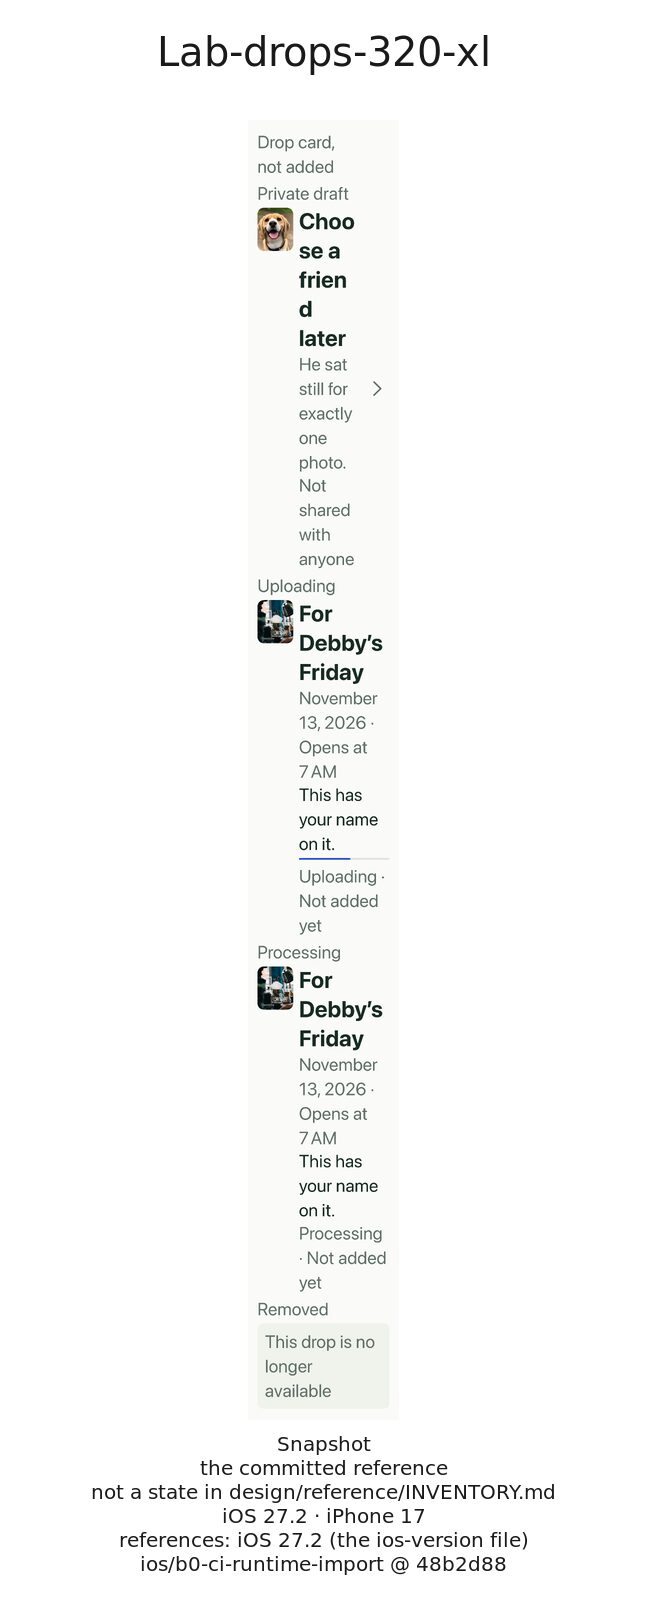 Lab-drops-320-xl
Drop card,
not added
Private draft
Choo
se a
frien
d
later
He sat
still for
exactly
one
photo.
Not
shared
with
anyone
Uploading
For
Debby’s
Friday
November
13, 2026 ·
Opens at
7 AM
This has
your name
on it.
Uploading ·
Not added
yet
Processing
For
Debby’s
Friday
November
13, 2026 ·
Opens at
7 AM
This has
your name
on it.
Processing
· Not added
yet
Removed
This drop is no
longer
available
Snapshot
the committed reference
not a state in design/reference/INVENTORY.md
iOS 27.2 · iPhone 17
references: iOS 27.2 (the ios-version file)
ios/b0-ci-runtime-import @ 48b2d88